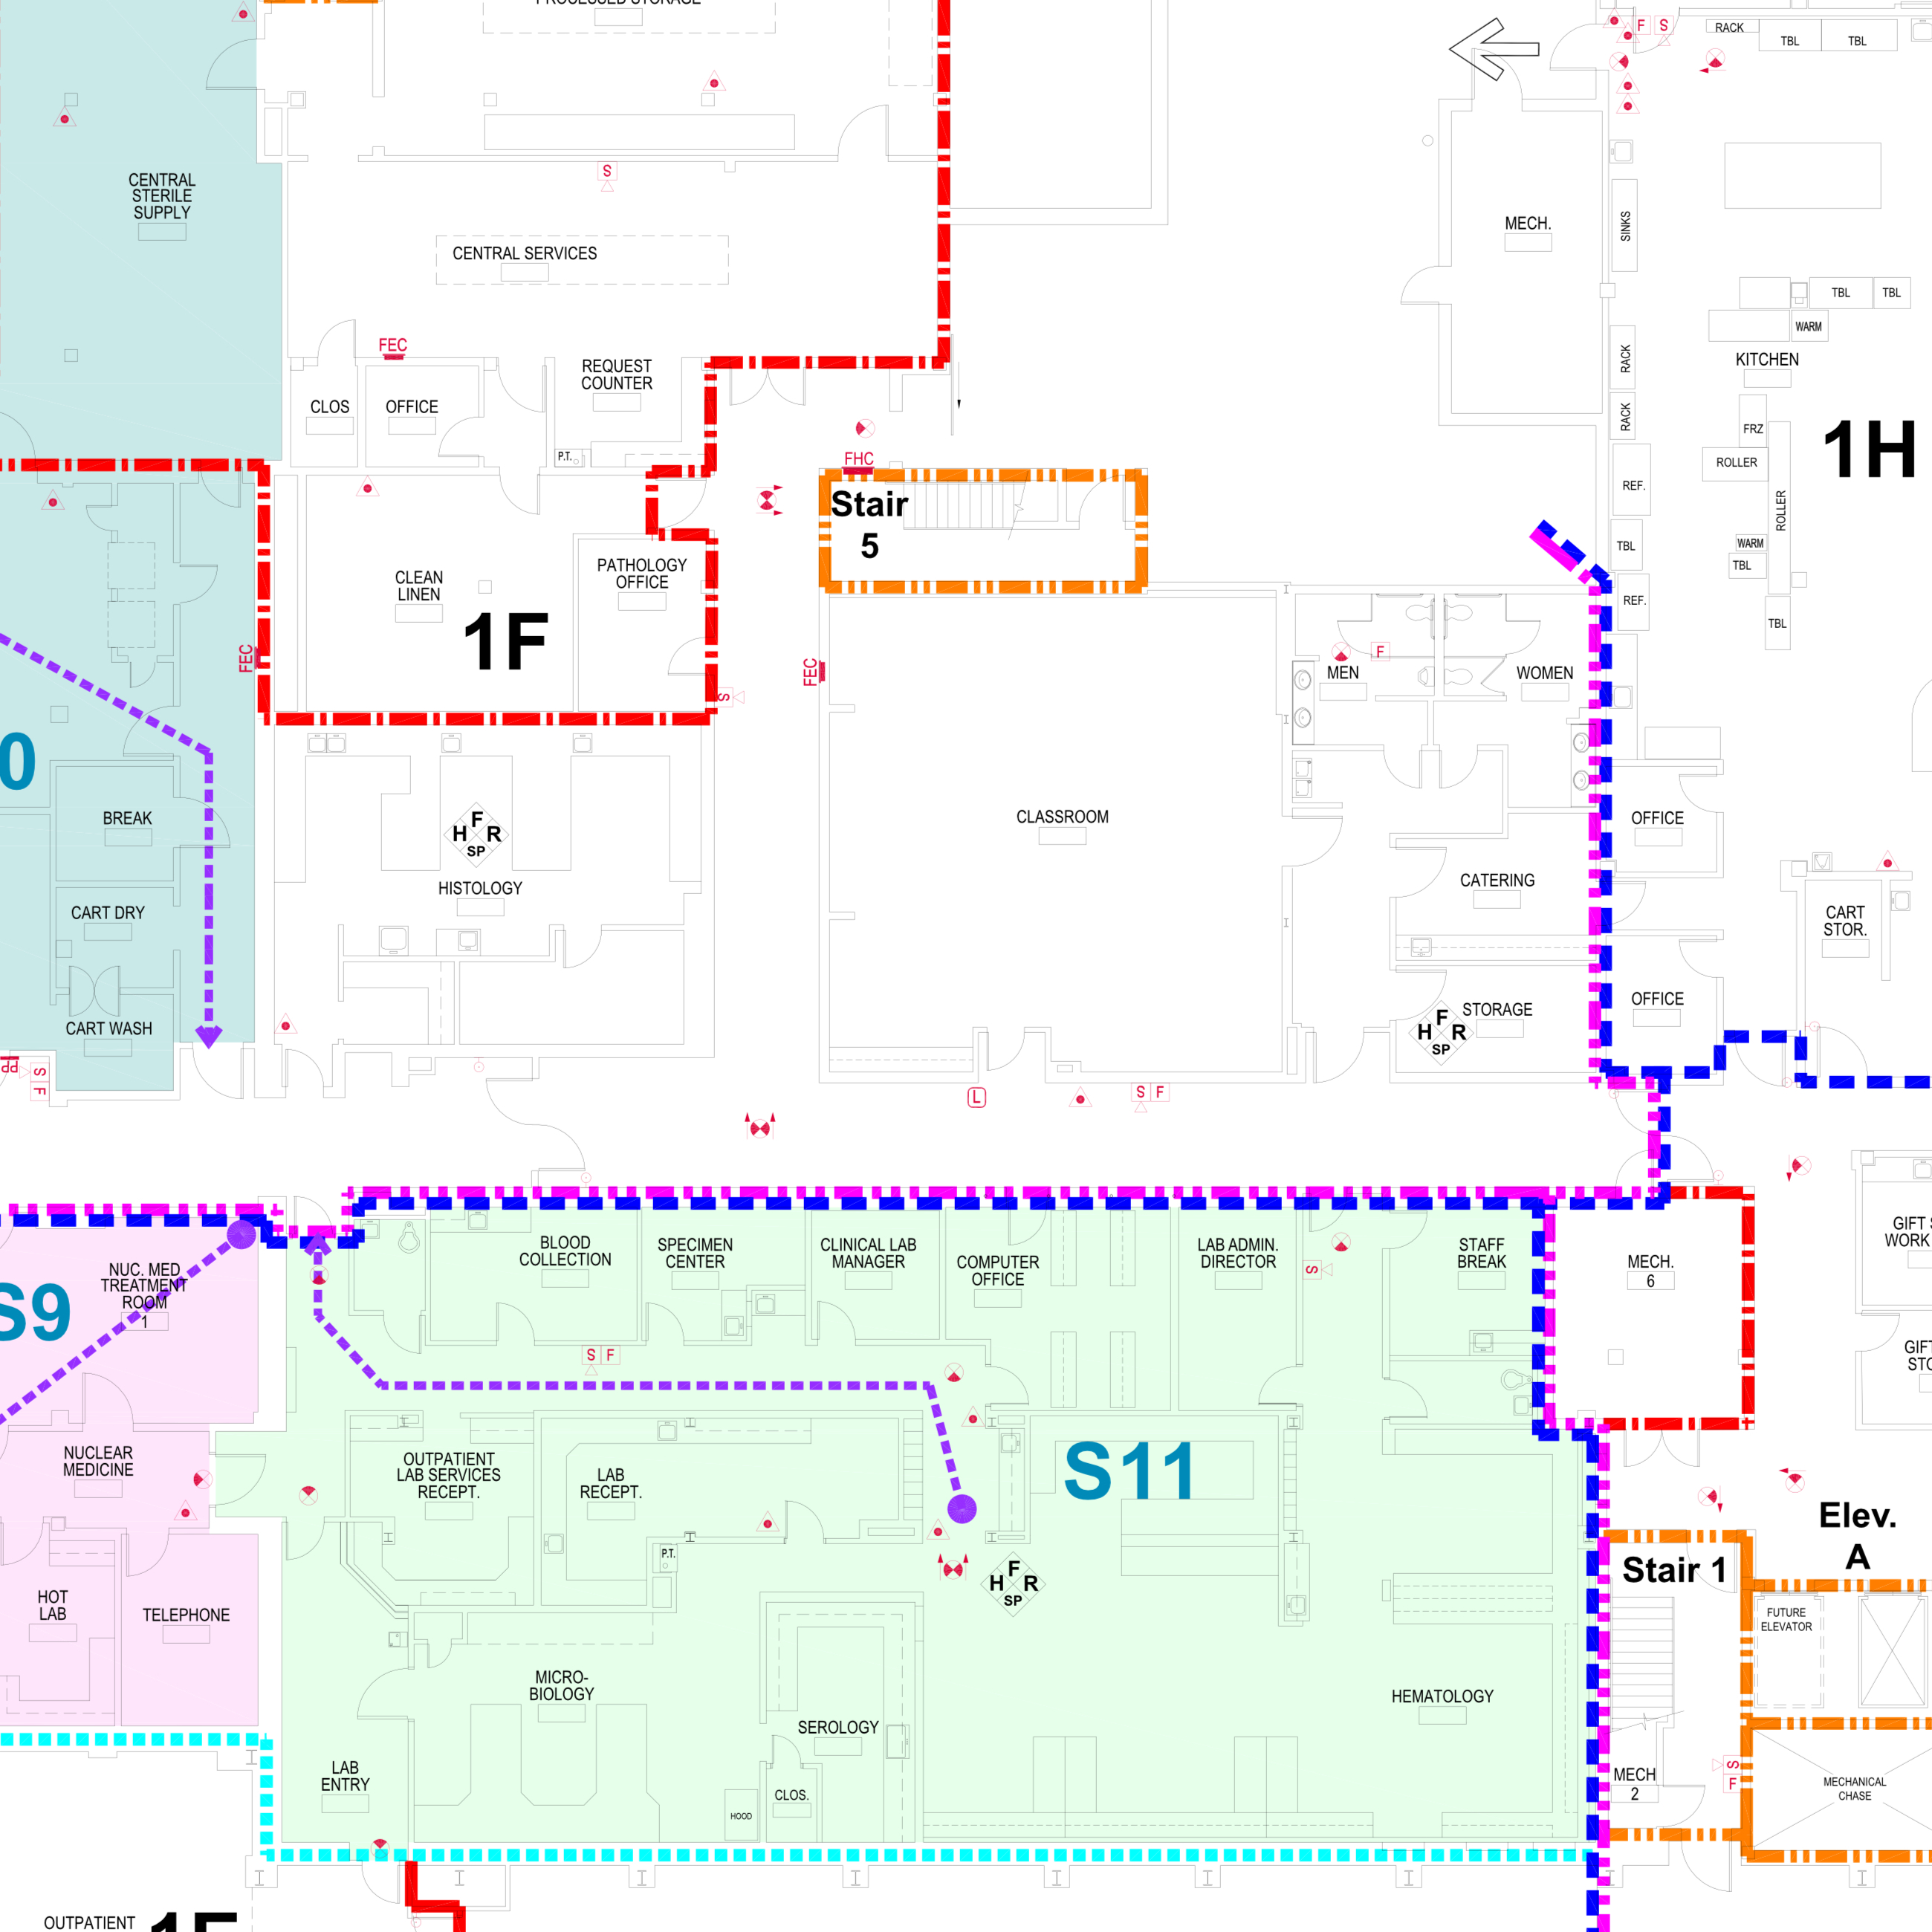 PROCESSED STORAGE
F S
RACK
TBL
TBL
CENTRAL
STERILE
SUPPLY
S
CENTRAL SERVICES
MECH.
SINKS
TBL
TBL
WARM
KITCHEN
RACK
RACK
FEC
REQUEST
COUNTER
CLOS
OFFICE
P.T.
FHC
Stair
5
FRZ
ROLLER
ROLLER
1H
REF.
TBL
WARM
TBL
REF.
TBL
CLEAN
LINEN
PATHOLOGY
OFFICE
1F
FEC
S
FEC
F
MEN
WOMEN
0
BREAK
F
H R
SP
HISTOLOGY
CLASSROOM
OFFICE
CATERING
CART DRY
CART
STOR.
CART WASH
F
H R
SP
STORAGE
OFFICE
S
F
L
S F
NUC. MED
TREATMENT
ROOM
1
S9
BLOOD
COLLECTION
SPECIMEN
CENTER
CLINICAL LAB
MANAGER
COMPUTER
OFFICE
LAB ADMIN.
DIRECTOR
S
STAFF
BREAK
MECH.
6
GIFT
WORK
S F
NUCLEAR
MEDICINE
OUTPATIENT
LAB SERVICES
RECEPT.
LAB
RECEPT.
S11
P.T.
F
H R
SP
Elev.
A
Stair 1
HOT
LAB
TELEPHONE
FUTURE
ELEVATOR
MICRO-
BIOLOGY
SEROLOGY
HEMATOLOGY
LAB
ENTRY
CLOS.
HOOD
MECH
2
S
F
MECHANICAL
CHASE
OUTPATIENT